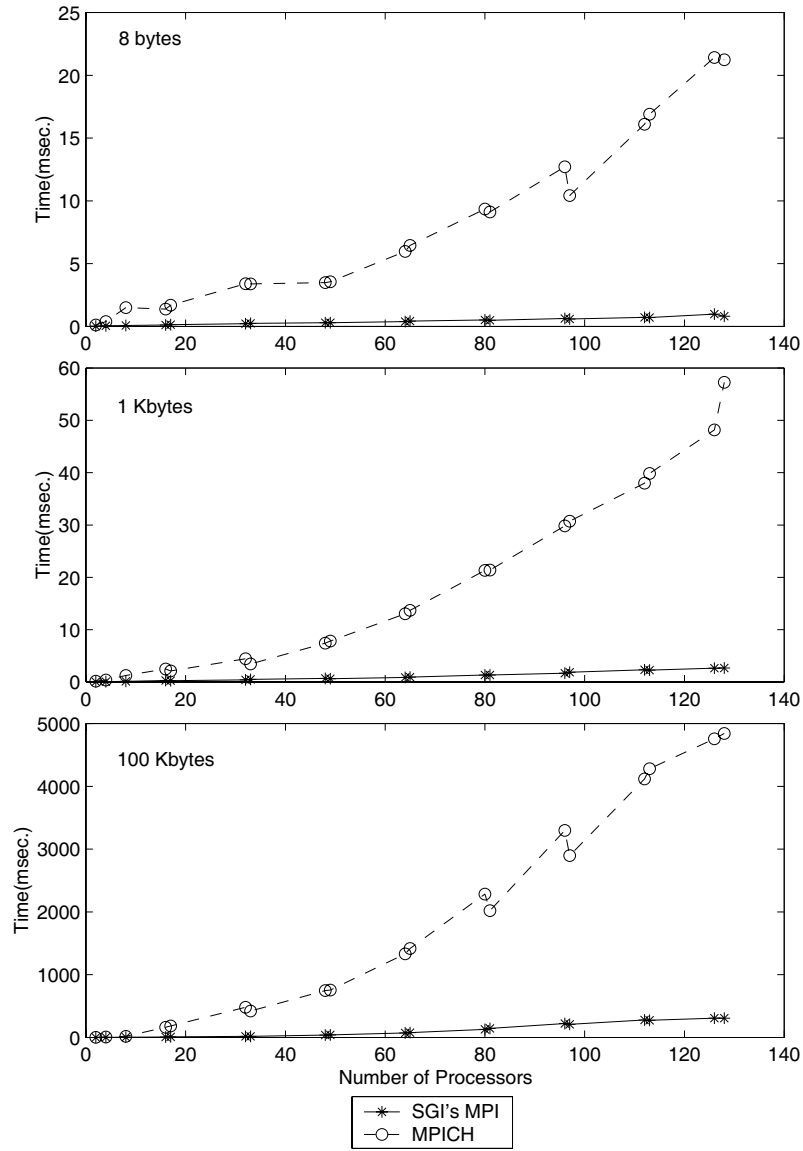 25
20
15
10
5
0
Time(msec.)
8 bytes
0 20 40 60 80 100 120 140
60
50
40
30
20
10
0
Time(msec.)
1 Kbytes
0 20 40 60 80 100 120 140
5000
4000
3000
2000
1000
0
Time(msec.)
100 Kbytes
0 20 40 60 80 100 120 140
Number of Processors
SGI's MPI
MPICH